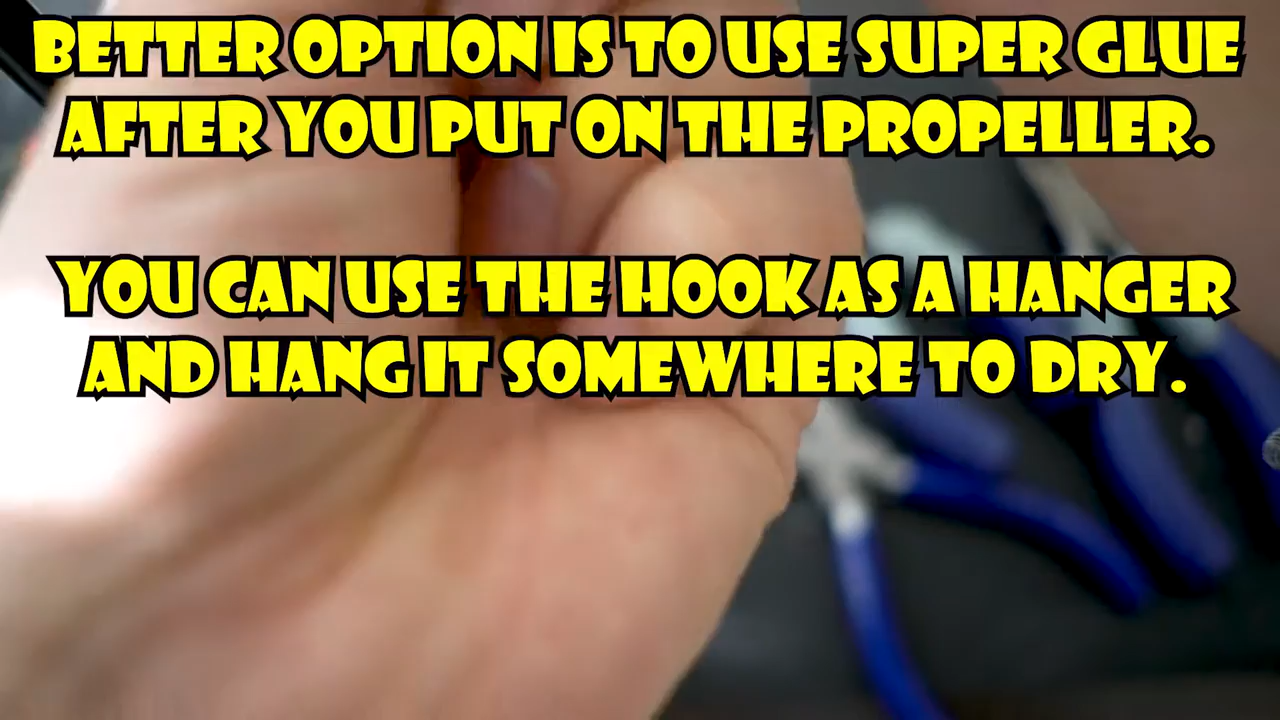 BETTER OPTION IS TO USE SUPER GLUE
AFTER YOU PUT ON THE PROPELLER.
YOU CAN USE THE HOOK AS A HANGER
AND HANG IT SOMEWHERE TO DRY.